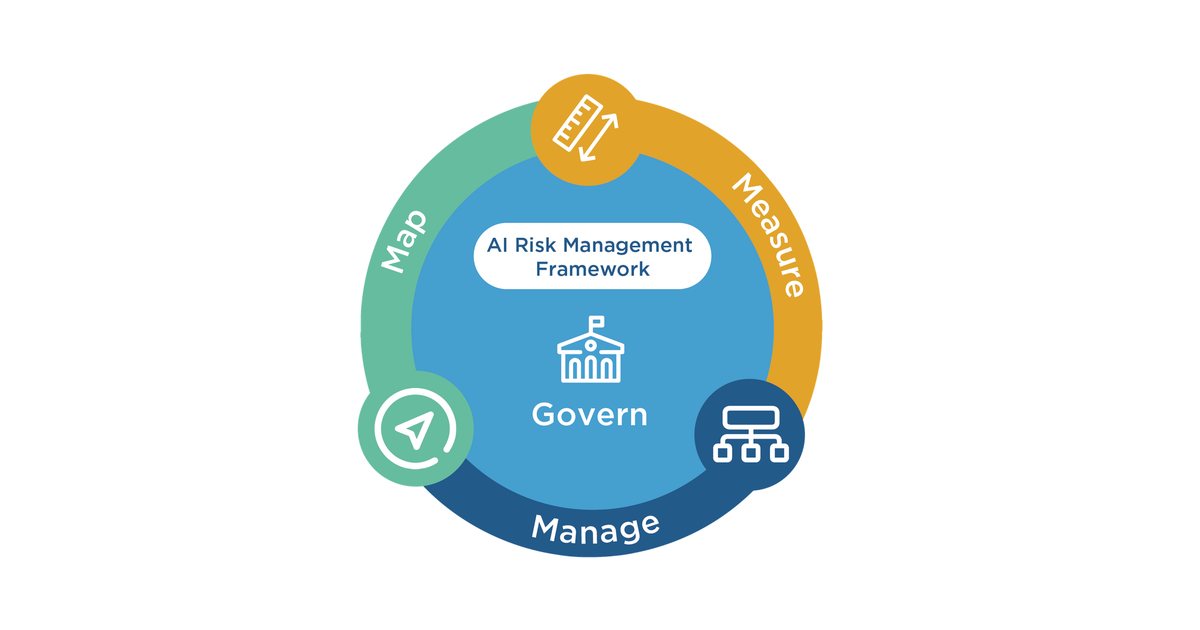 Map
Measure
AI Risk Management
Framework
Govern
Manage